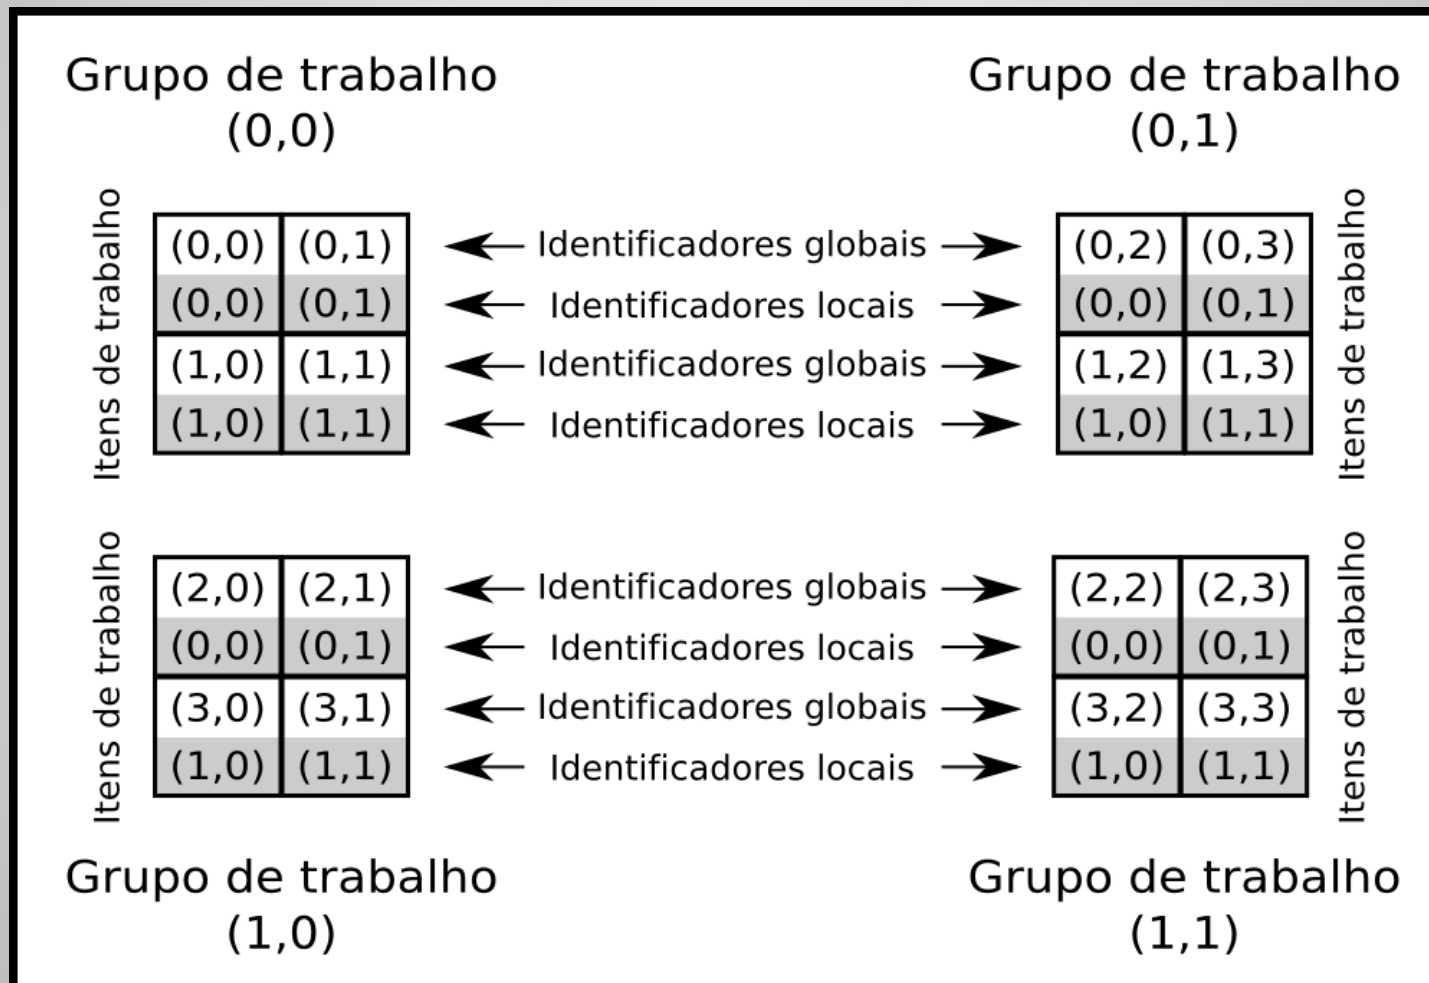 Grupo de trabalho
(0,0)
Grupo de trabalho
(0,1)
Itens de trabalho
(0,0) (0,1) Identificadores globais (0,2) (0,3)
(0,0) (0,1) Identificadores locais (0,0) (0,1)
(1,0) (1,1) Identificadores globais (1,2) (1,3)
(1,0) (1,1) Identificadores locais (1,0) (1,1)
Itens de trabalho
Itens de trabalho
(2,0) (2,1) Identificadores globais (2,2) (2,3)
(0,0) (0,1) Identificadores locais (0,0) (0,1)
(3,0) (3,1) Identificadores globais (3,2) (3,3)
(1,0) (1,1) Identificadores locais (1,0) (1,1)
Itens de trabalho
Grupo de trabalho
(1,0)
Grupo de trabalho
(1,1)